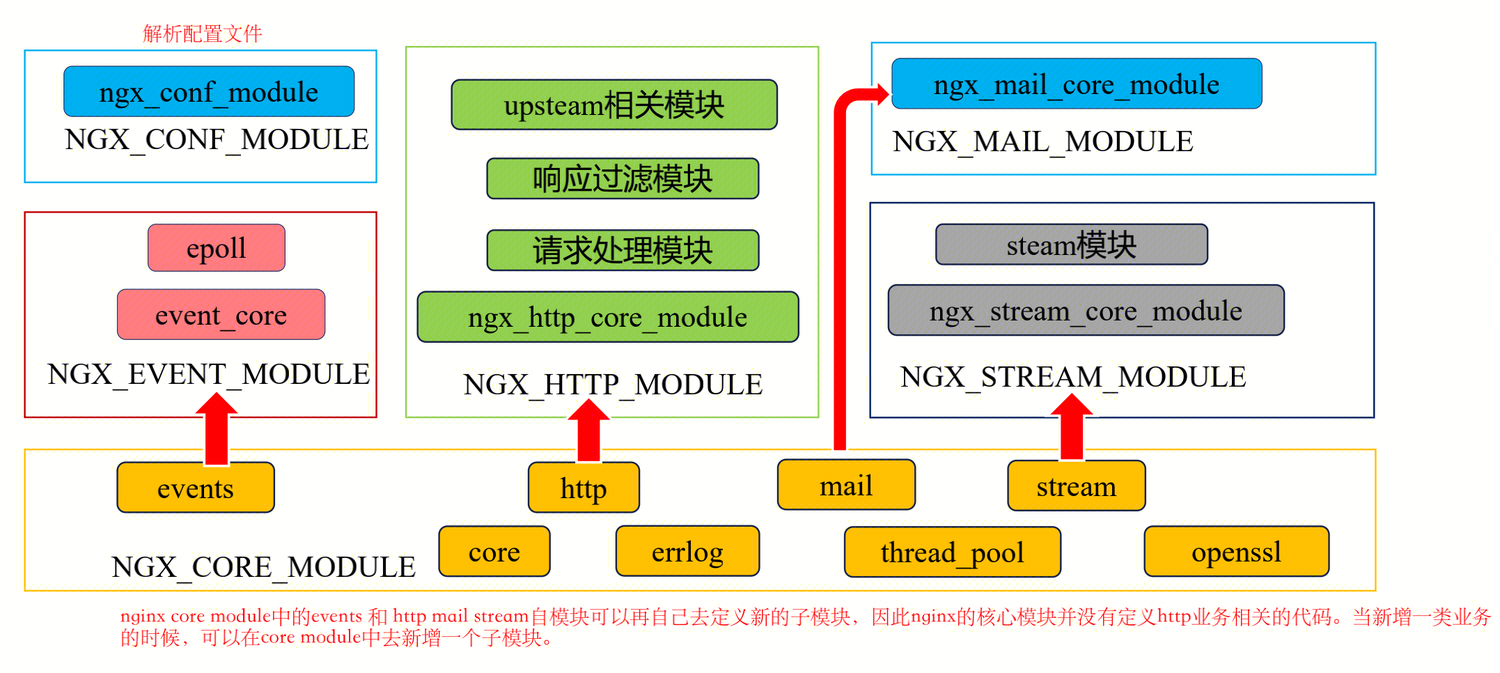 解析配置文件
ngx_conf_module
NGX_CONF_MODULE
epoll
event_core
NGX_EVENT_MODULE
upsteam相关模块
响应过滤模块
请求处理模块
ngx_http_core_module
NGX_HTTP_MODULE
ngx_mail_core_module
NGX_MAIL_MODULE
steam模块
ngx_stream_core_module
NGX_STREAM_MODULE
events
http
mail
stream
core
errlog
thread_pool
openssl
NGX_CORE_MODULE
nginx core module中的events 和 http mail stream自模块可以再自己去定义新的子模块，因此nginx的核心模块并没有定义http业务相关的代码。当新增一类业务
的时候，可以在core module中去新增一个子模块。